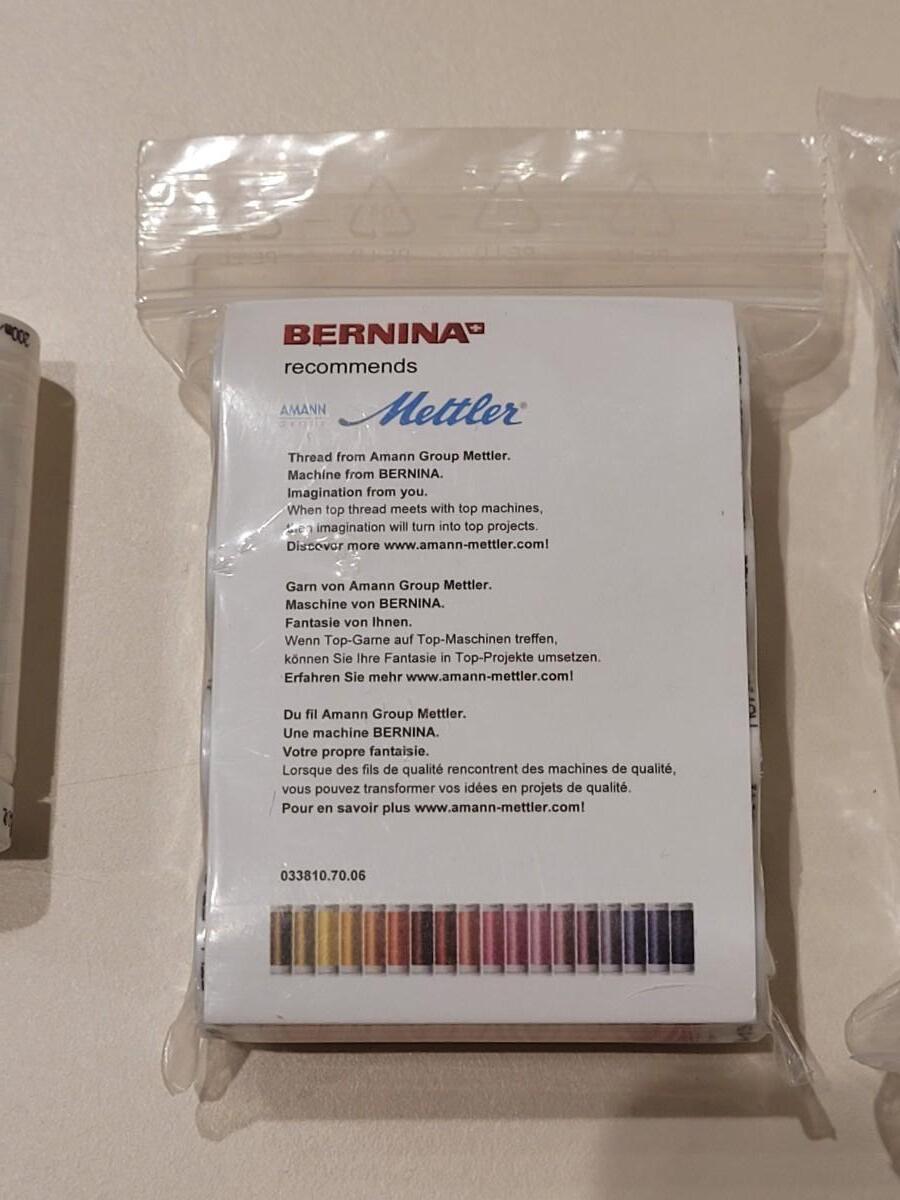 BERNINA
recommends
AMANN
Mettler®
Thread from Amann Group Mettler.
Machine from BERNINA.
Imagination from you.
When top thread meets with top machines,
then imagination will turn into top projects.
Discover more www.amann-mettler.com!
Garn von Amann Group Mettler.
Maschine von BERNINA.
Fantasie von Ihnen.
Wenn Top-Garne auf Top-Maschinen treffen,
können Sie Ihre Fantasie in Top-Projekte umsetzen.
Erfahren Sie mehr www.amann-mettler.com!
Du fil Amann Group Mettler.
Une machine BERNINA.
Votre propre fantaisie.
Lorsque des fils de qualité rencontrent des machines de qualité,
vous pouvez transformer vos idées en projets de qualité.
Pour en savoir plus www.amann-mettler.com!
033810.70.06
200m